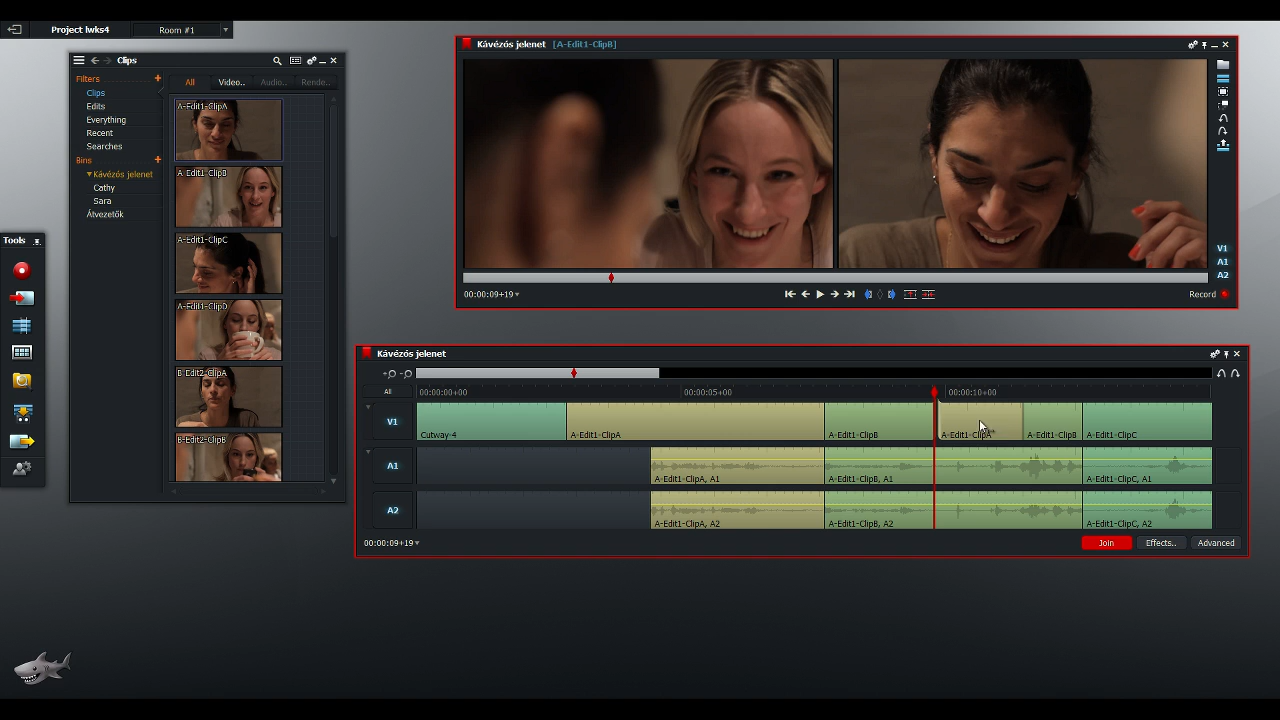 Project lwks4
Room #1
Clips
Filters
Clips
Edits
Everything
Recent
Searches
Bins
Kávézós jelenet
Cathy
Sara
Átvezetők
All
Video..
Audio..
Rende..
A-Edit1-ClipA
A-Edit1-ClipB
A-Edit1-ClipC
A-Edit1-ClipD
B-Edit2-ClipA
B-Edit2-ClipB
Tools
Kávézós jelenet [A-Edit1-ClipB]
V1
A1
A2
00:00:09+19
Record
Kávézós jelenet
All
00:00:00+00
00:00:05+00
00:00:10+00
V1
Cutway-4
A-Edit1-ClipA
A-Edit1-ClipB
A-Edit1-ClipA
A-Edit1-ClipB
A-Edit1-ClipC
A1
A-Edit1-ClipA, A1
A-Edit1-ClipB, A1
A-Edit1-ClipC, A1
A2
A-Edit1-ClipA, A2
A-Edit1-ClipB, A2
A-Edit1-ClipC, A2
00:00:09+19
Join
Effects..
Advanced